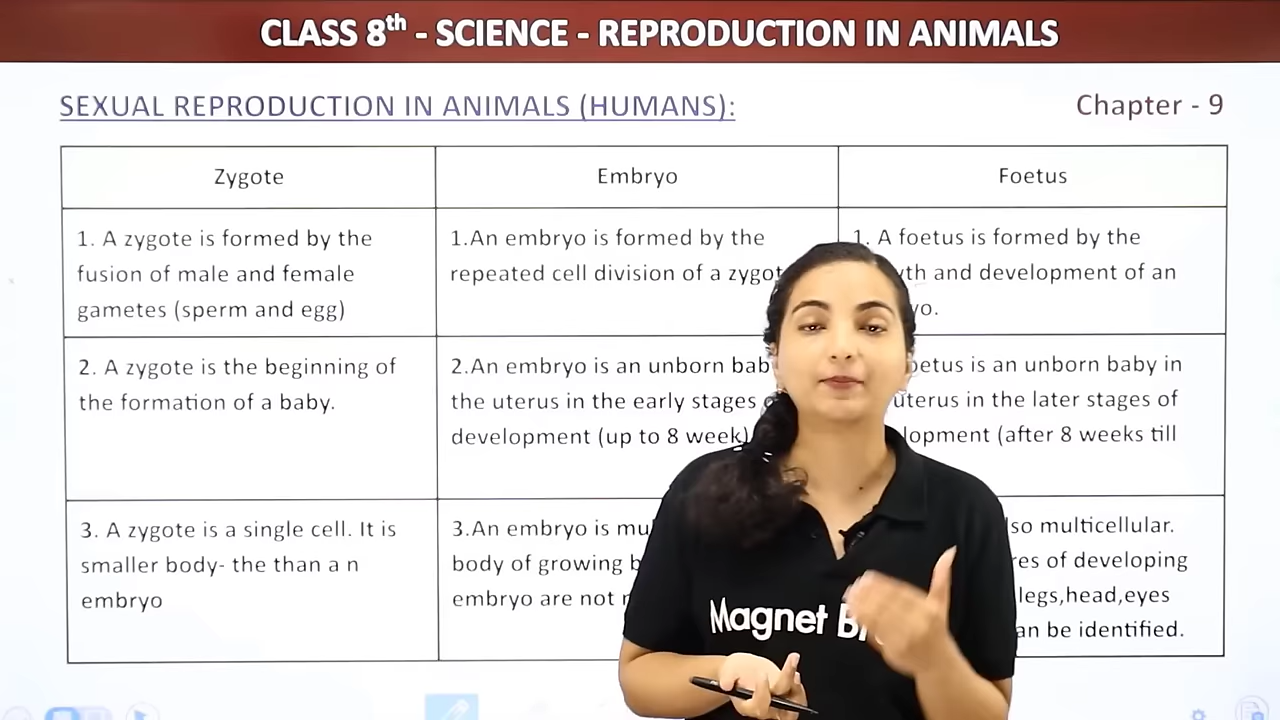 CLASS 8th - SCIENCE - REPRODUCTION IN ANIMALS
SEXUAL REPRODUCTION IN ANIMALS (HUMANS):
Chapter - 9
Zygote
Embryo
Foetus
1. A zygote is formed by the
fusion of male and female
gametes (sperm and egg)
1.An embryo is formed by the
repeated cell division of a
1. A foetus is formed by the
and development of an
2. A zygote is the beginning of
the formation of a baby.
2.An embryo is an unborn
the uterus in the early stages
development (up to 8 week)
is an unborn baby in
uterus in the later stages of
(after 8 weeks till
3. A zygote is a single cell. It is
smaller body- the than a n
embryo
3.An embryo is
body of growing
embryo are not
multicellular.
of developing
legs,head,eyes
can be identified.
Magnet